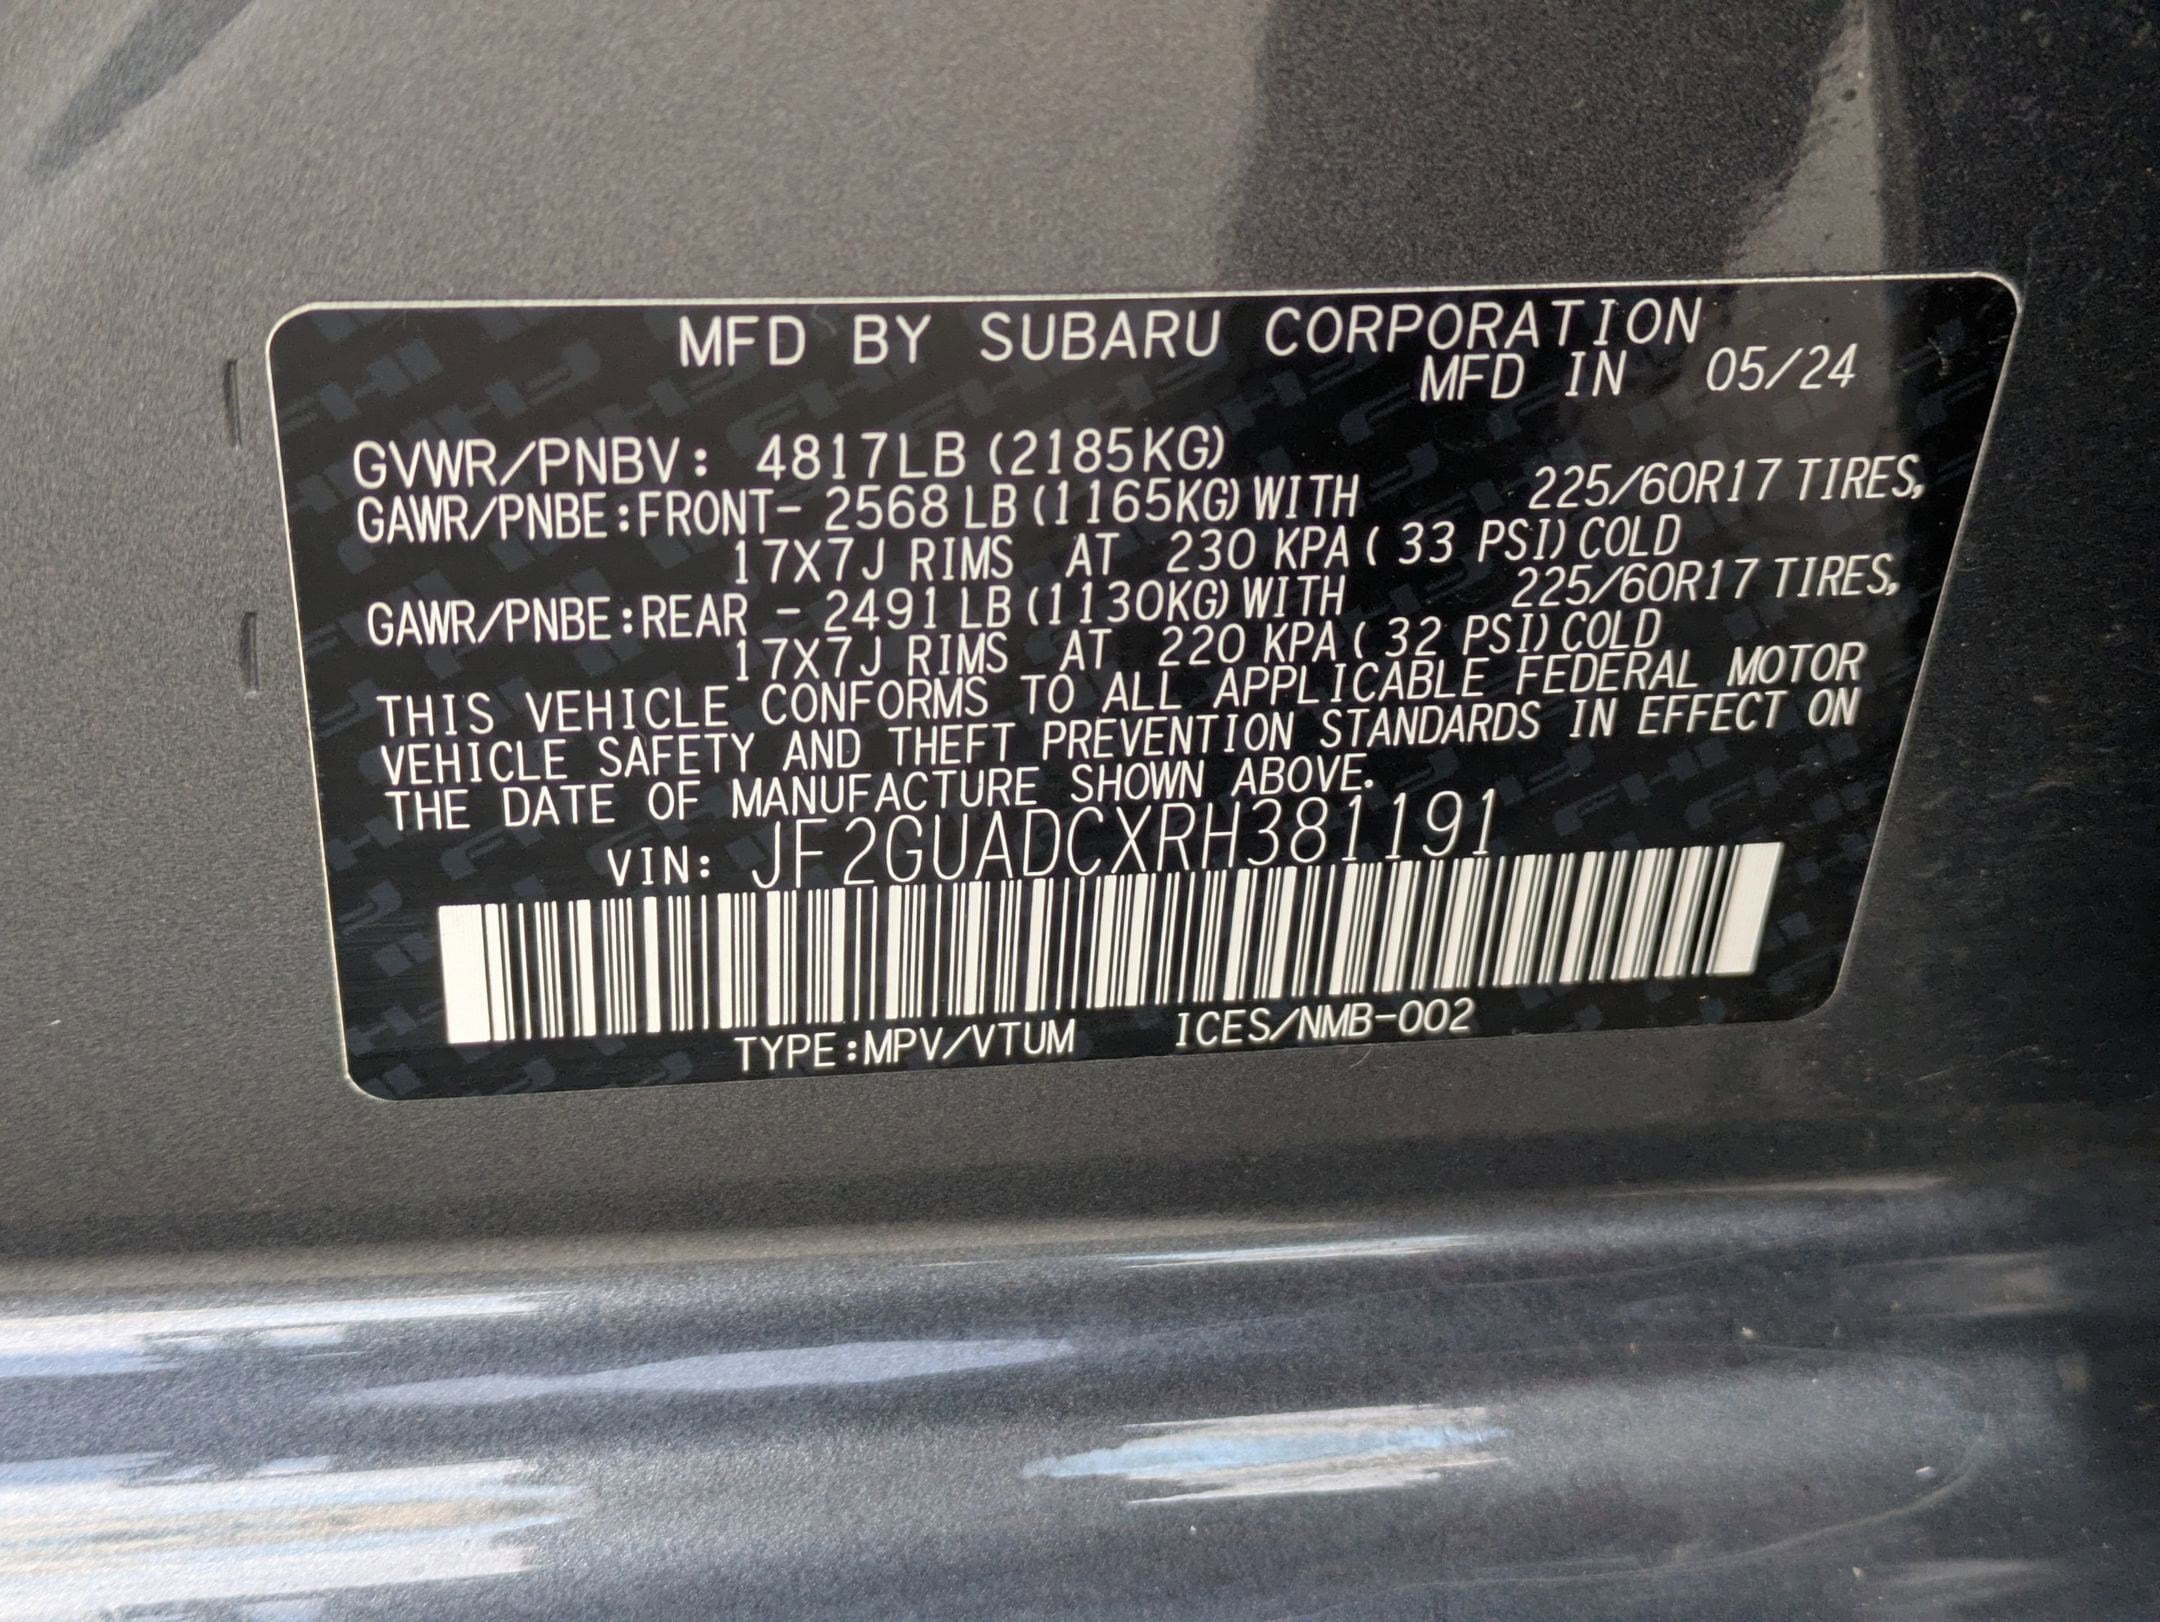 MFD BY SUBARU CORPORATION
MFD IN 05/24
GVWR/PNBV: 4817LB (2185KG)
GAWR/PNBE:FRONT- 2568 LB (1165KG) WITH 225/60R17 TIRES,
17X7J RIMS AT 230 KPA ( 33 PSI) COLD
GAWR/PNBE:REAR - 2491 LB (1130KG) WITH 225/60R17 TIRES,
17X7J RIMS AT 220 KPA ( 32 PSI) COLD
THIS VEHICLE CONFORMS TO ALL APPLICABLE FEDERAL MOTOR
VEHICLE SAFETY AND THEFT PREVENTION STANDARDS IN EFFECT ON
THE DATE OF MANUFACTURE SHOWN ABOVE.
VIN: JF2GUADCXRH381191
TYPE:MPV/VTUM ICES/NMB-002